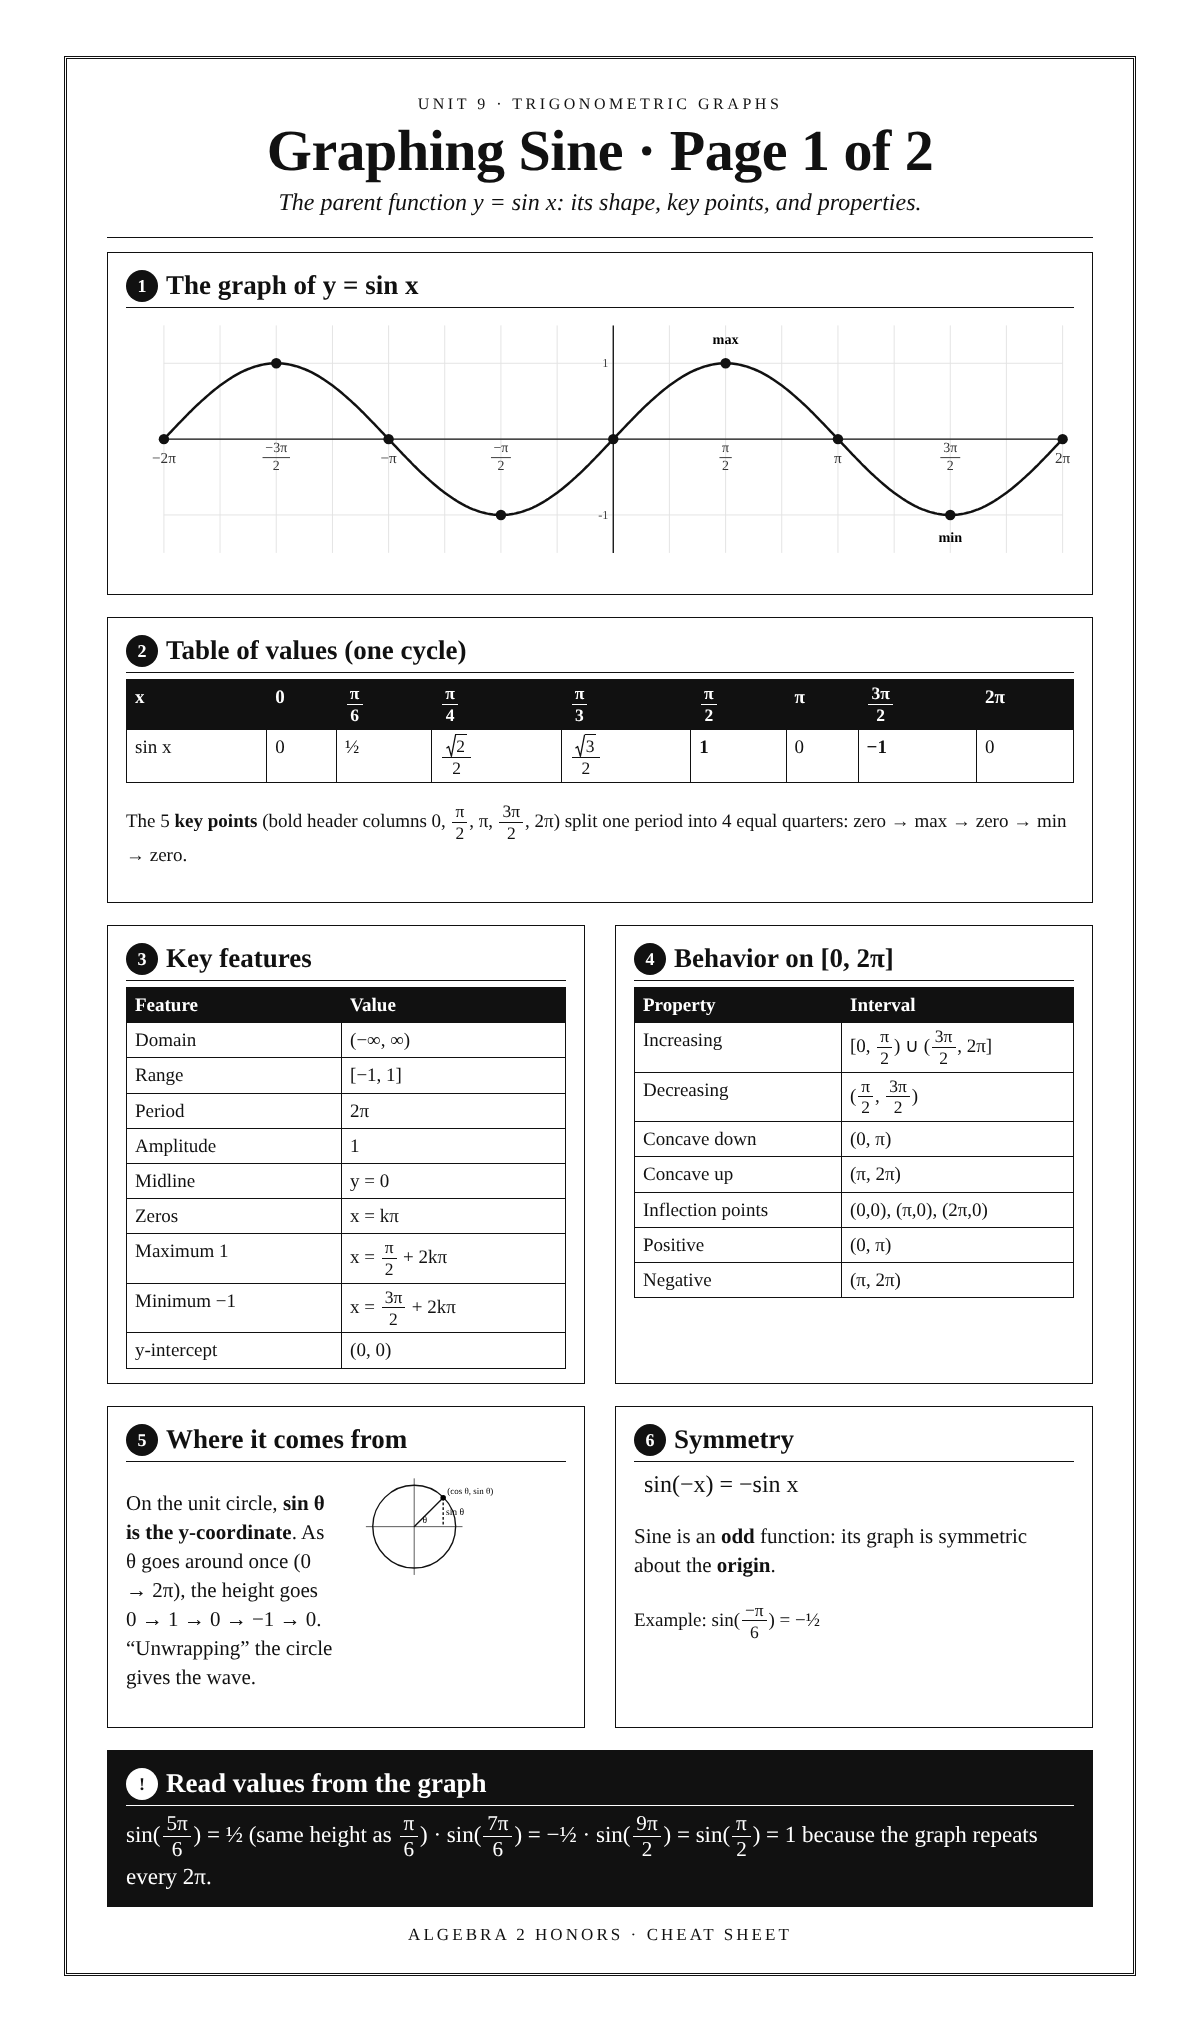 UNIT 9 · TRIGONOMETRIC GRAPHS
Graphing Sine · Page 1 of 2
The parent function y = sin x: its shape, key points, and properties.
1 The graph of y = sin x
max
1
−2π −3π/2 −π −π/2 π/2 π 3π/2 2π
-1
min
2 Table of values (one cycle)
x 0 π/6 π/4 π/3 π/2 π 3π/2 2π
sin x 0 ½ √2/2 √3/2 1 0 −1 0
The 5 key points (bold header columns 0, π/2, π, 3π/2, 2π) split one period into 4 equal quarters: zero → max → zero → min
→ zero.
3 Key features
Feature Value
Domain (−∞, ∞)
Range [−1, 1]
Period 2π
Amplitude 1
Midline y = 0
Zeros x = kπ
Maximum 1 x = π/2 + 2kπ
Minimum −1 x = 3π/2 + 2kπ
y-intercept (0, 0)
4 Behavior on [0, 2π]
Property Interval
Increasing [0, π/2) ∪ (3π/2, 2π]
Decreasing (π/2, 3π/2)
Concave down (0, π)
Concave up (π, 2π)
Inflection points (0,0), (π,0), (2π,0)
Positive (0, π)
Negative (π, 2π)
5 Where it comes from
On the unit circle, sin θ
is the y-coordinate. As
θ goes around once (0
→ 2π), the height goes
0 → 1 → 0 → −1 → 0.
“Unwrapping” the circle
gives the wave.
(cos θ, sin θ)
sin θ
θ
6 Symmetry
sin(−x) = −sin x
Sine is an odd function: its graph is symmetric
about the origin.
Example: sin(−π/6) = −½
! Read values from the graph
sin(5π/6) = ½ (same height as π/6) · sin(7π/6) = −½ · sin(9π/2) = sin(π/2) = 1 because the graph repeats
every 2π.
ALGEBRA 2 HONORS · CHEAT SHEET